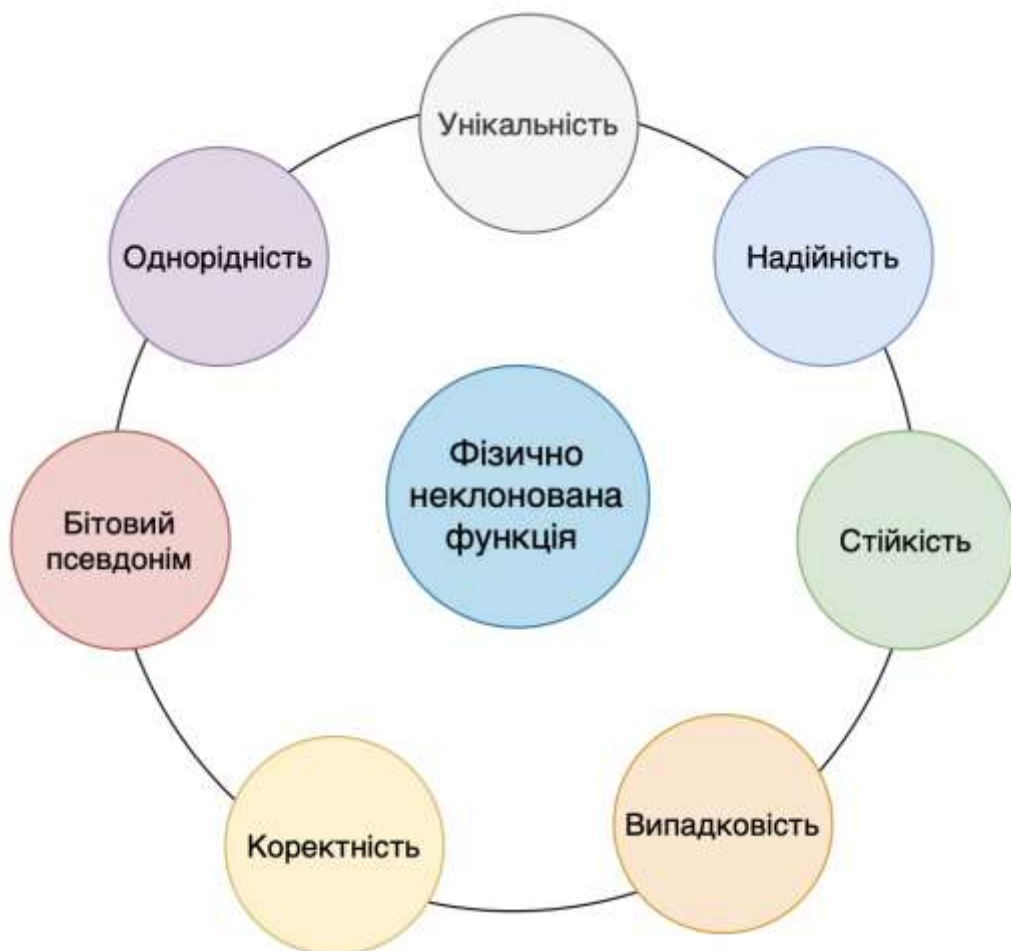 Унікальність
Надійність
Стійкість
Випадковість
Коректність
Бітовий
псевдонім
Однорідність
Фізично
неклонована
функція